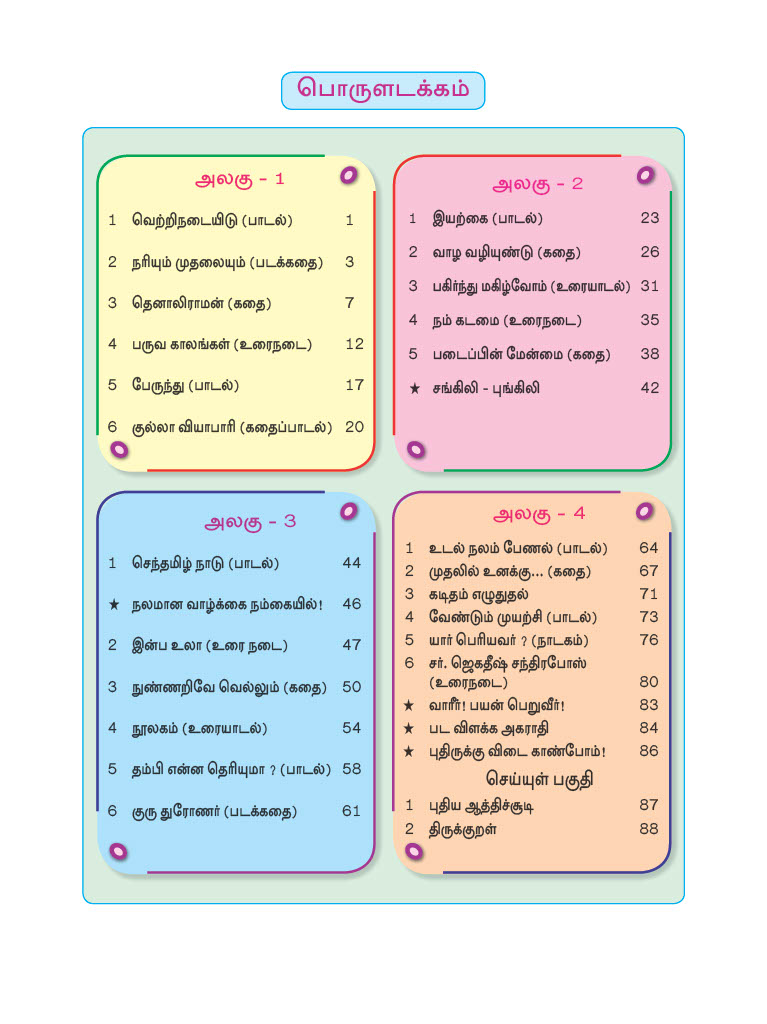 பொருளடக்கம்
அலகு - 1
1 வெற்றிநடையிடு (பாடல்) 1
2 நரியும் முதலையும் (படக்கதை) 3
3 தெனாலிராமன் (கதை) 7
4 பருவ காலங்கள் (உரைநடை) 12
5 பேருந்து (பாடல்) 17
6 குல்லா வியாபாரி (கதைப்பாடல்) 20
அலகு - 2
1 இயற்கை (பாடல்) 23
2 வாழ வழியுண்டு (கதை) 26
3 பகிர்ந்து மகிழ்வோம் (உரையாடல்) 31
4 நம் கடமை (உரைநடை) 35
5 படைப்பின் மேன்மை (கதை) 38
★ சங்கிலி - புங்கிலி 42
அலகு - 3
1 செந்தமிழ் நாடு (பாடல்) 44
★ நலமான வாழ்க்கை நம்கையில்! 46
2 இன்ப உலா (உரை நடை) 47
3 நுண்ணறிவே வெல்லும் (கதை) 50
4 நூலகம் (உரையாடல்) 54
5 தம்பி என்ன தெரியுமா ? (பாடல்) 58
6 குரு துரோணர் (படக்கதை) 61
அலகு - 4
1 உடல் நலம் பேணல் (பாடல்) 64
2 முதலில் உனக்கு... (கதை) 67
3 கடிதம் எழுதுதல் 71
4 வேண்டும் முயற்சி (பாடல்) 73
5 யார் பெரியவர் ? (நாடகம்) 76
6 சர். ஜெகதீஷ் சந்திரபோஸ்
(உரைநடை) 80
★ வாரீர்! பயன் பெறுவீர்! 83
★ பட விளக்க அகராதி 84
★ புதிருக்கு விடை காண்போம்! 86
செய்யுள் பகுதி
1 புதிய ஆத்திச்சூடி 87
2 திருக்குறள் 88